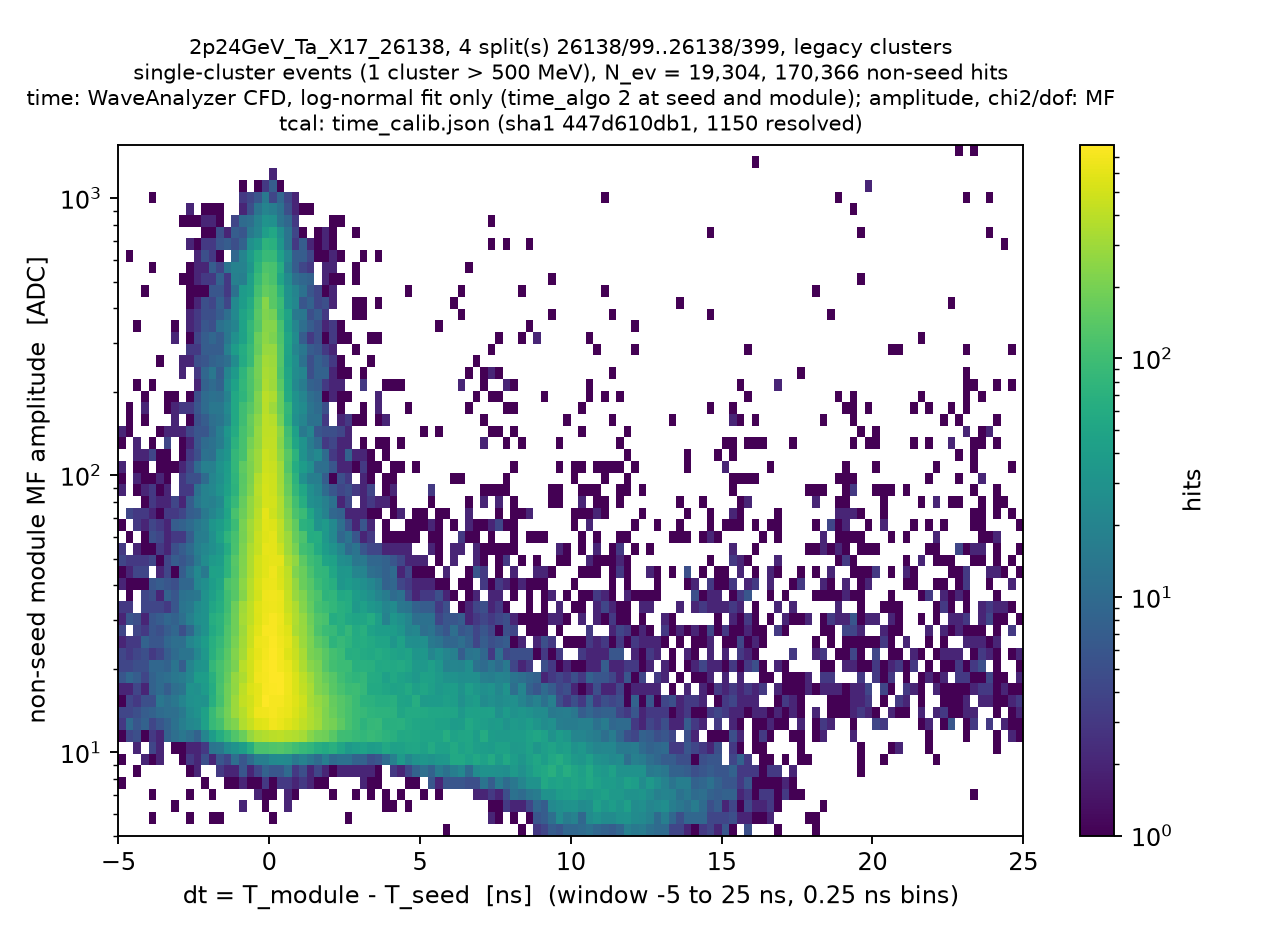 2p24GeV_Ta_X17_26138, 4 split(s) 26138/99..26138/399, legacy clusters
single-cluster events (1 cluster > 500 MeV), N_ev = 19,304, 170,366 non-seed hits
time: WaveAnalyzer CFD, log-normal fit only (time_algo 2 at seed and module); amplitude, chi2/dof: MF
tcal: time_calib.json (sha1 447d610db1, 1150 resolved)
non-seed module MF amplitude [ADC]
10³
10²
10¹
−5 0 5 10 15 20 25
dt = T_module - T_seed [ns] (window -5 to 25 ns, 0.25 ns bins)
10²
10¹
10⁰
hits